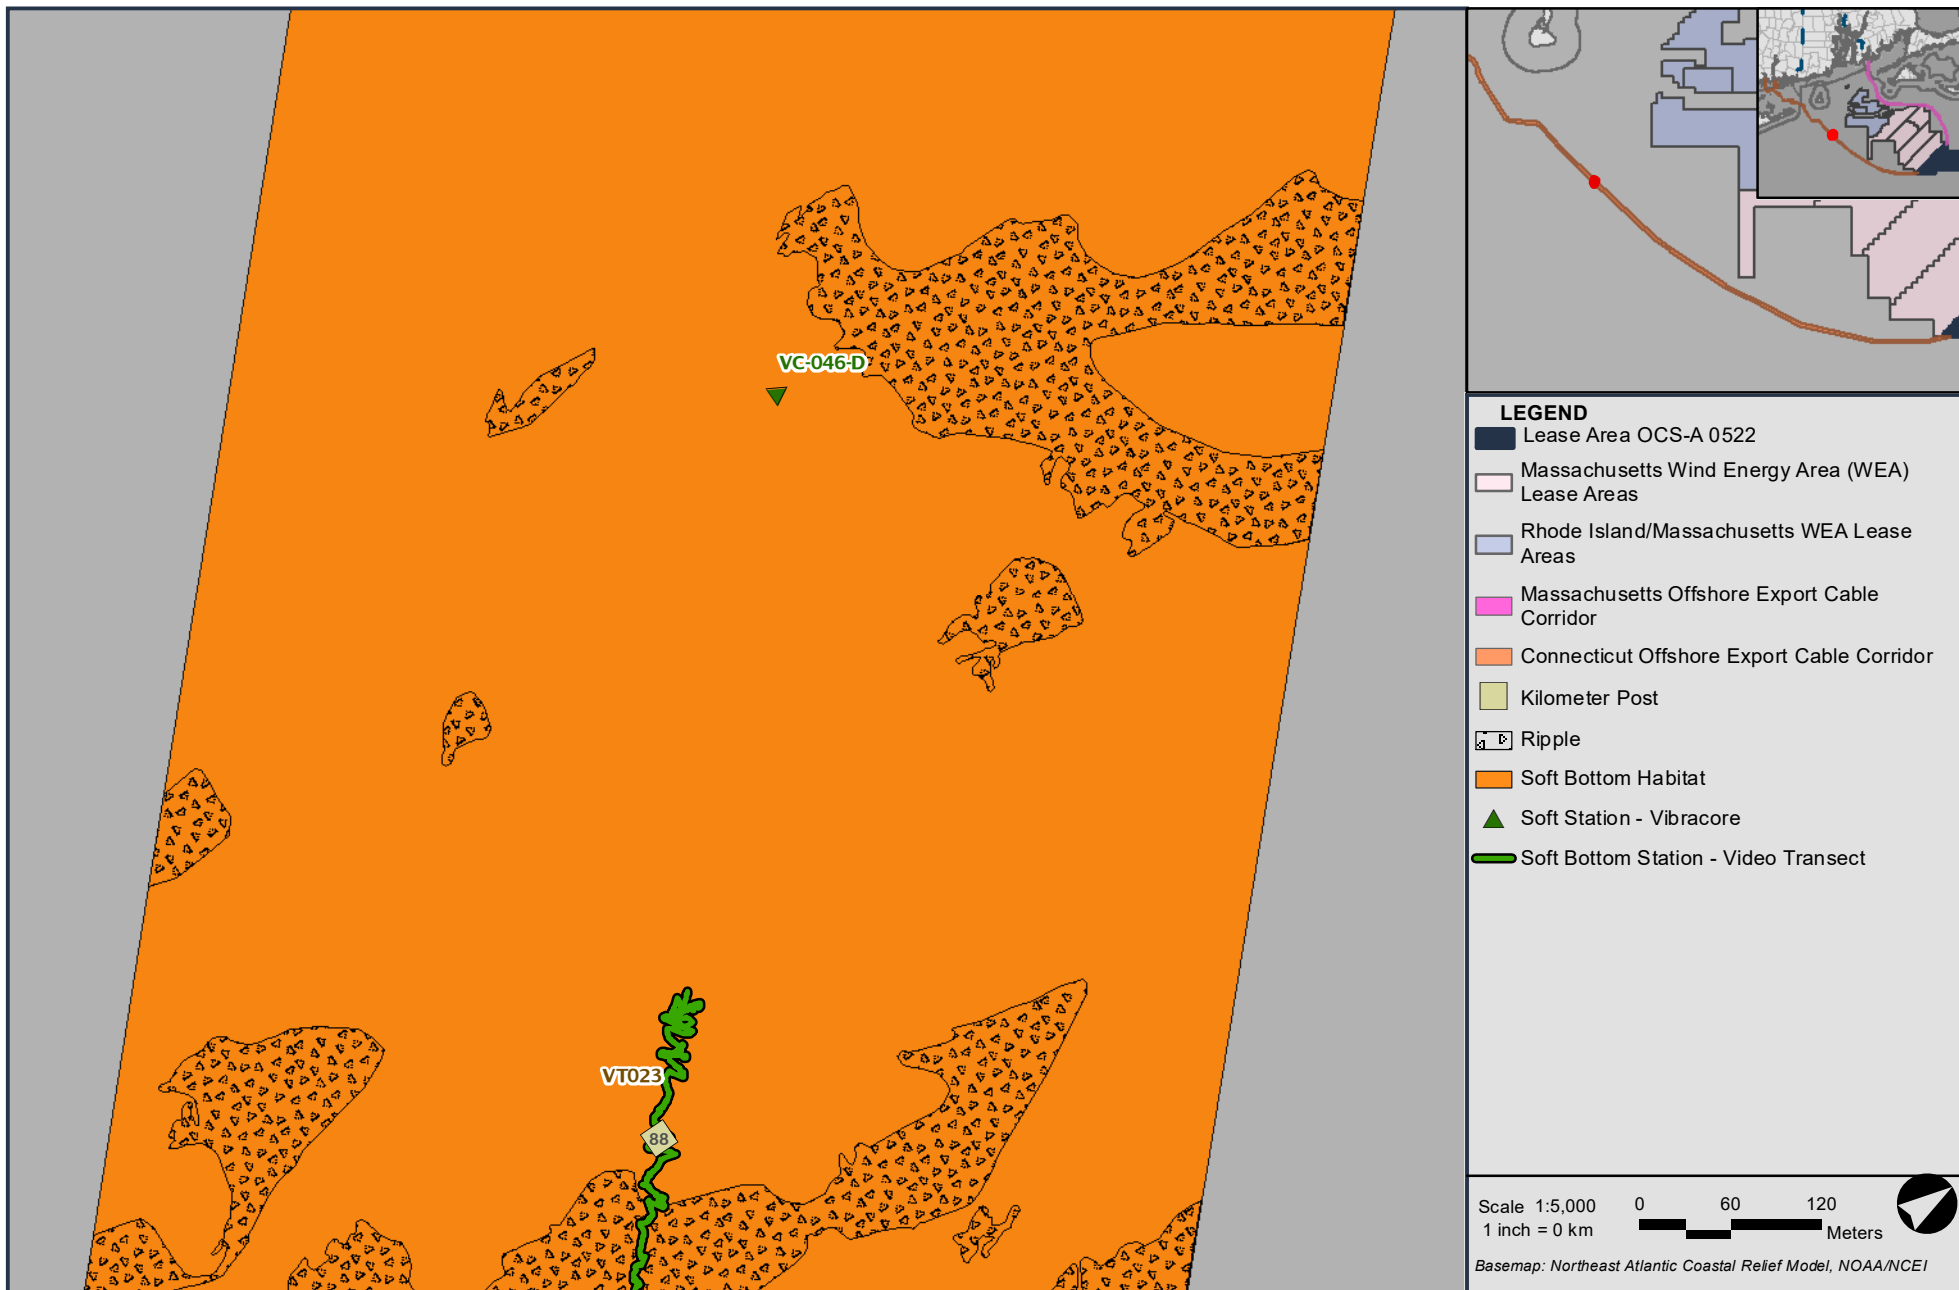 VC-046-D
VT023
88
LEGEND
Lease Area OCS-A 0522
Massachusetts Wind Energy Area (WEA)
Lease Areas
Rhode Island/Massachusetts WEA Lease
Areas
Massachusetts Offshore Export Cable
Corridor
Connecticut Offshore Export Cable Corridor
Kilometer Post
Ripple
Soft Bottom Habitat
Soft Station - Vibracore
Soft Bottom Station - Video Transect
Scale 1:5,000
1 inch = 0 km
0 60 120
Meters
Basemap: Northeast Atlantic Coastal Relief Model, NOAA/NCEI